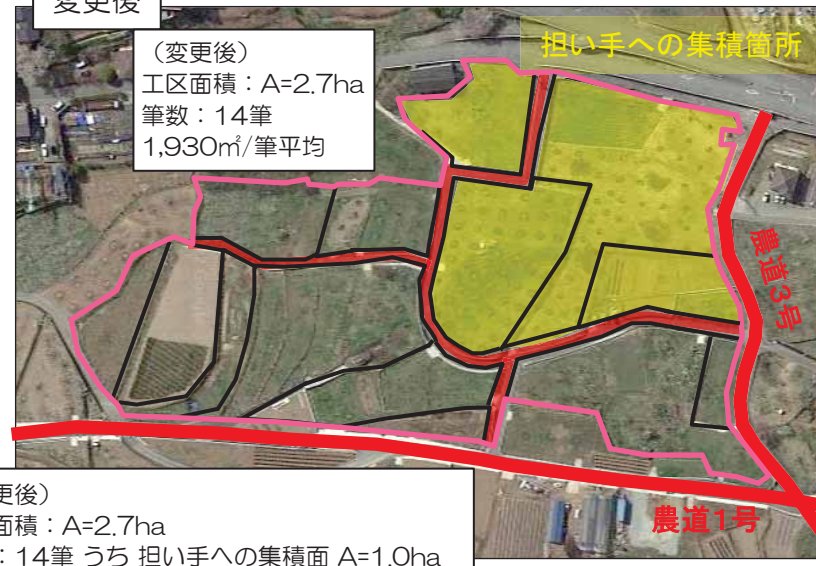 変更後
（変更後）
工区面積：A=2.7ha
筆数：14筆
1,930㎡/筆平均
担い手への集積箇所
農道3号
農道1号
更後）
面積：A=2.7ha
：14筆 うち 担い手への集積面 A=1.0ha